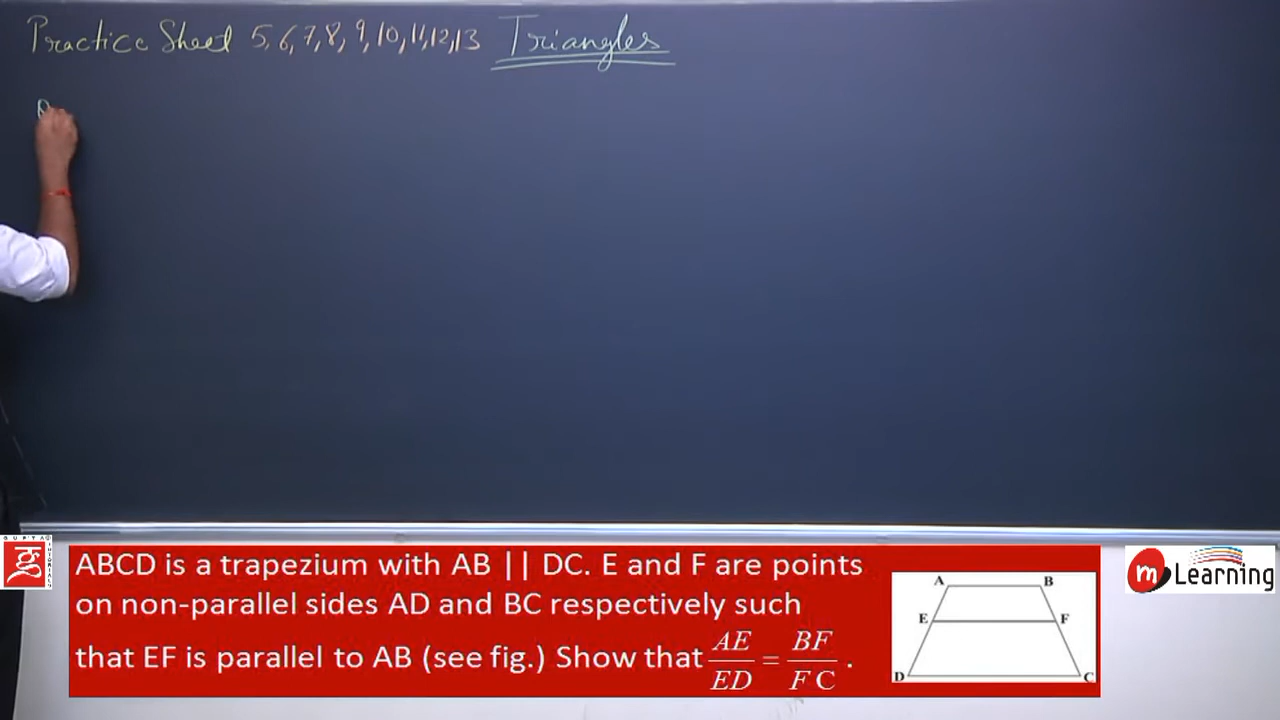 Practice Sheet 5, 6, 7, 8, 9, 10, 11, 12, 13 Triangles
Q
GUPTA
TUTORIALS
ABCD is a trapezium with AB || DC. E and F are points
on non-parallel sides AD and BC respectively such
that EF is parallel to AB (see fig.) Show that AE/ED = BF/FC .
A B
E F
D C
m Learning